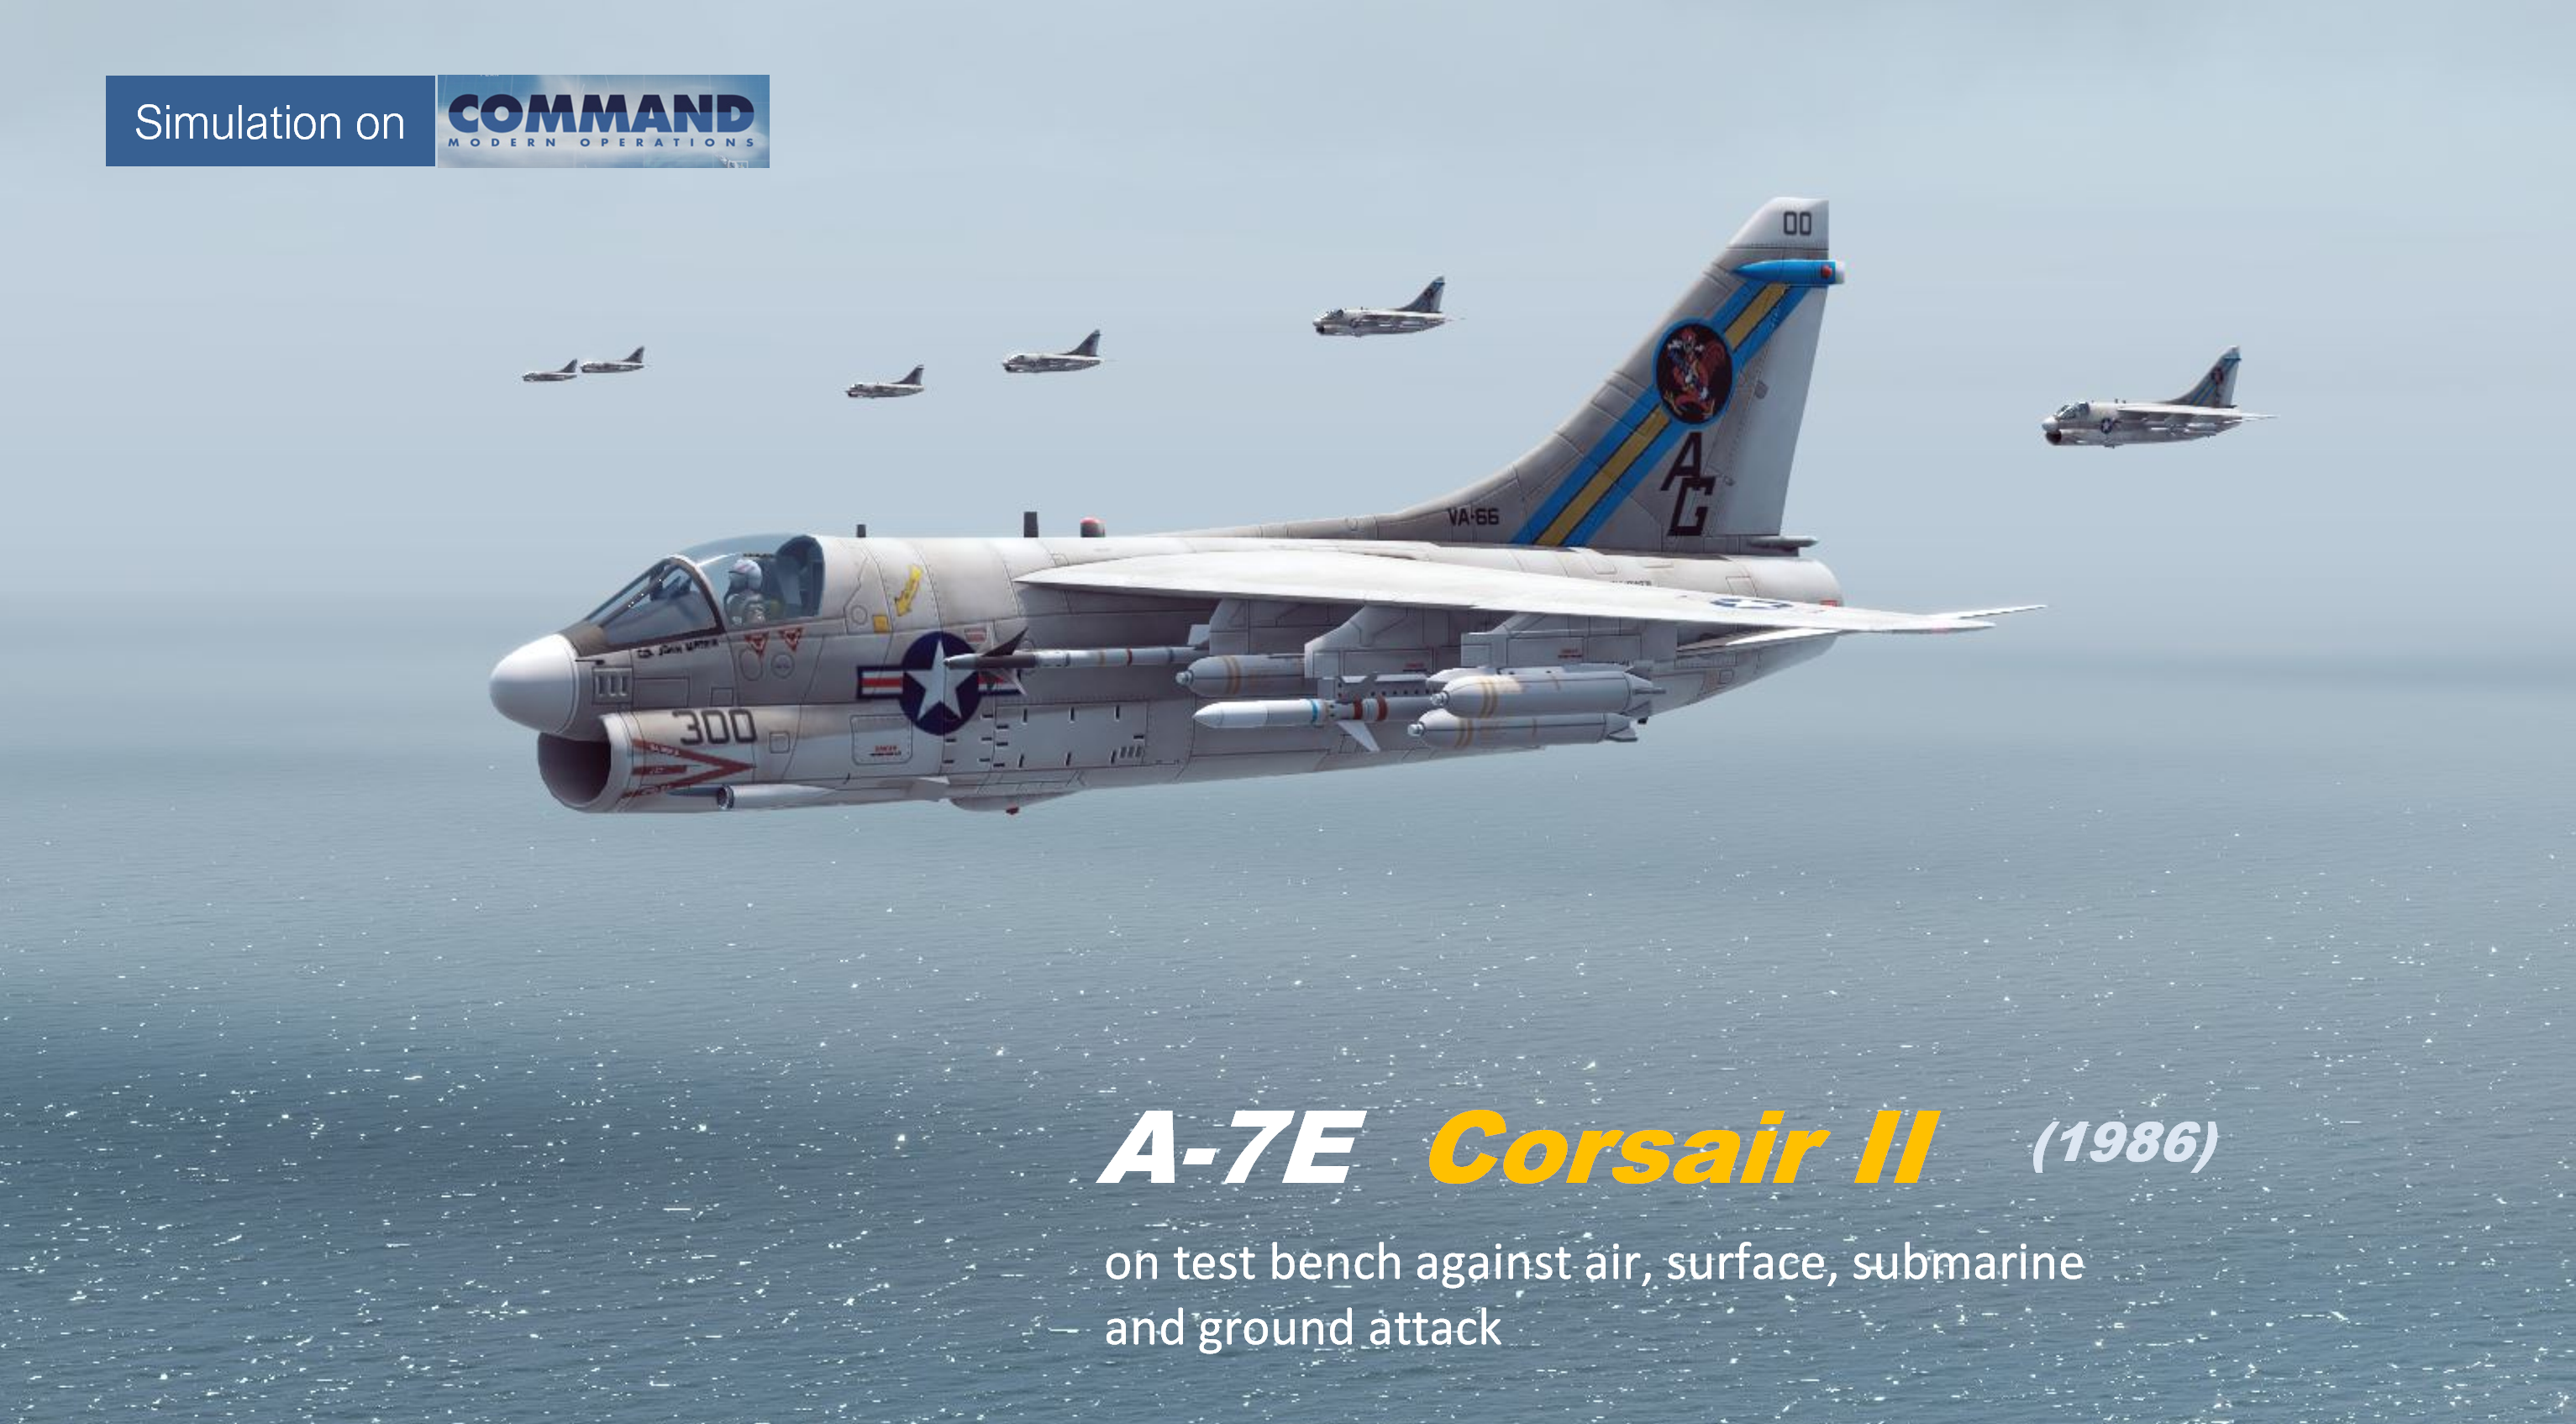 Simulation on
COMMAND
MODERN OPERATIONS
00
AG
VA-66
300
A-7E Corsair II (1986)
on test bench against air, surface, submarine
and ground attack